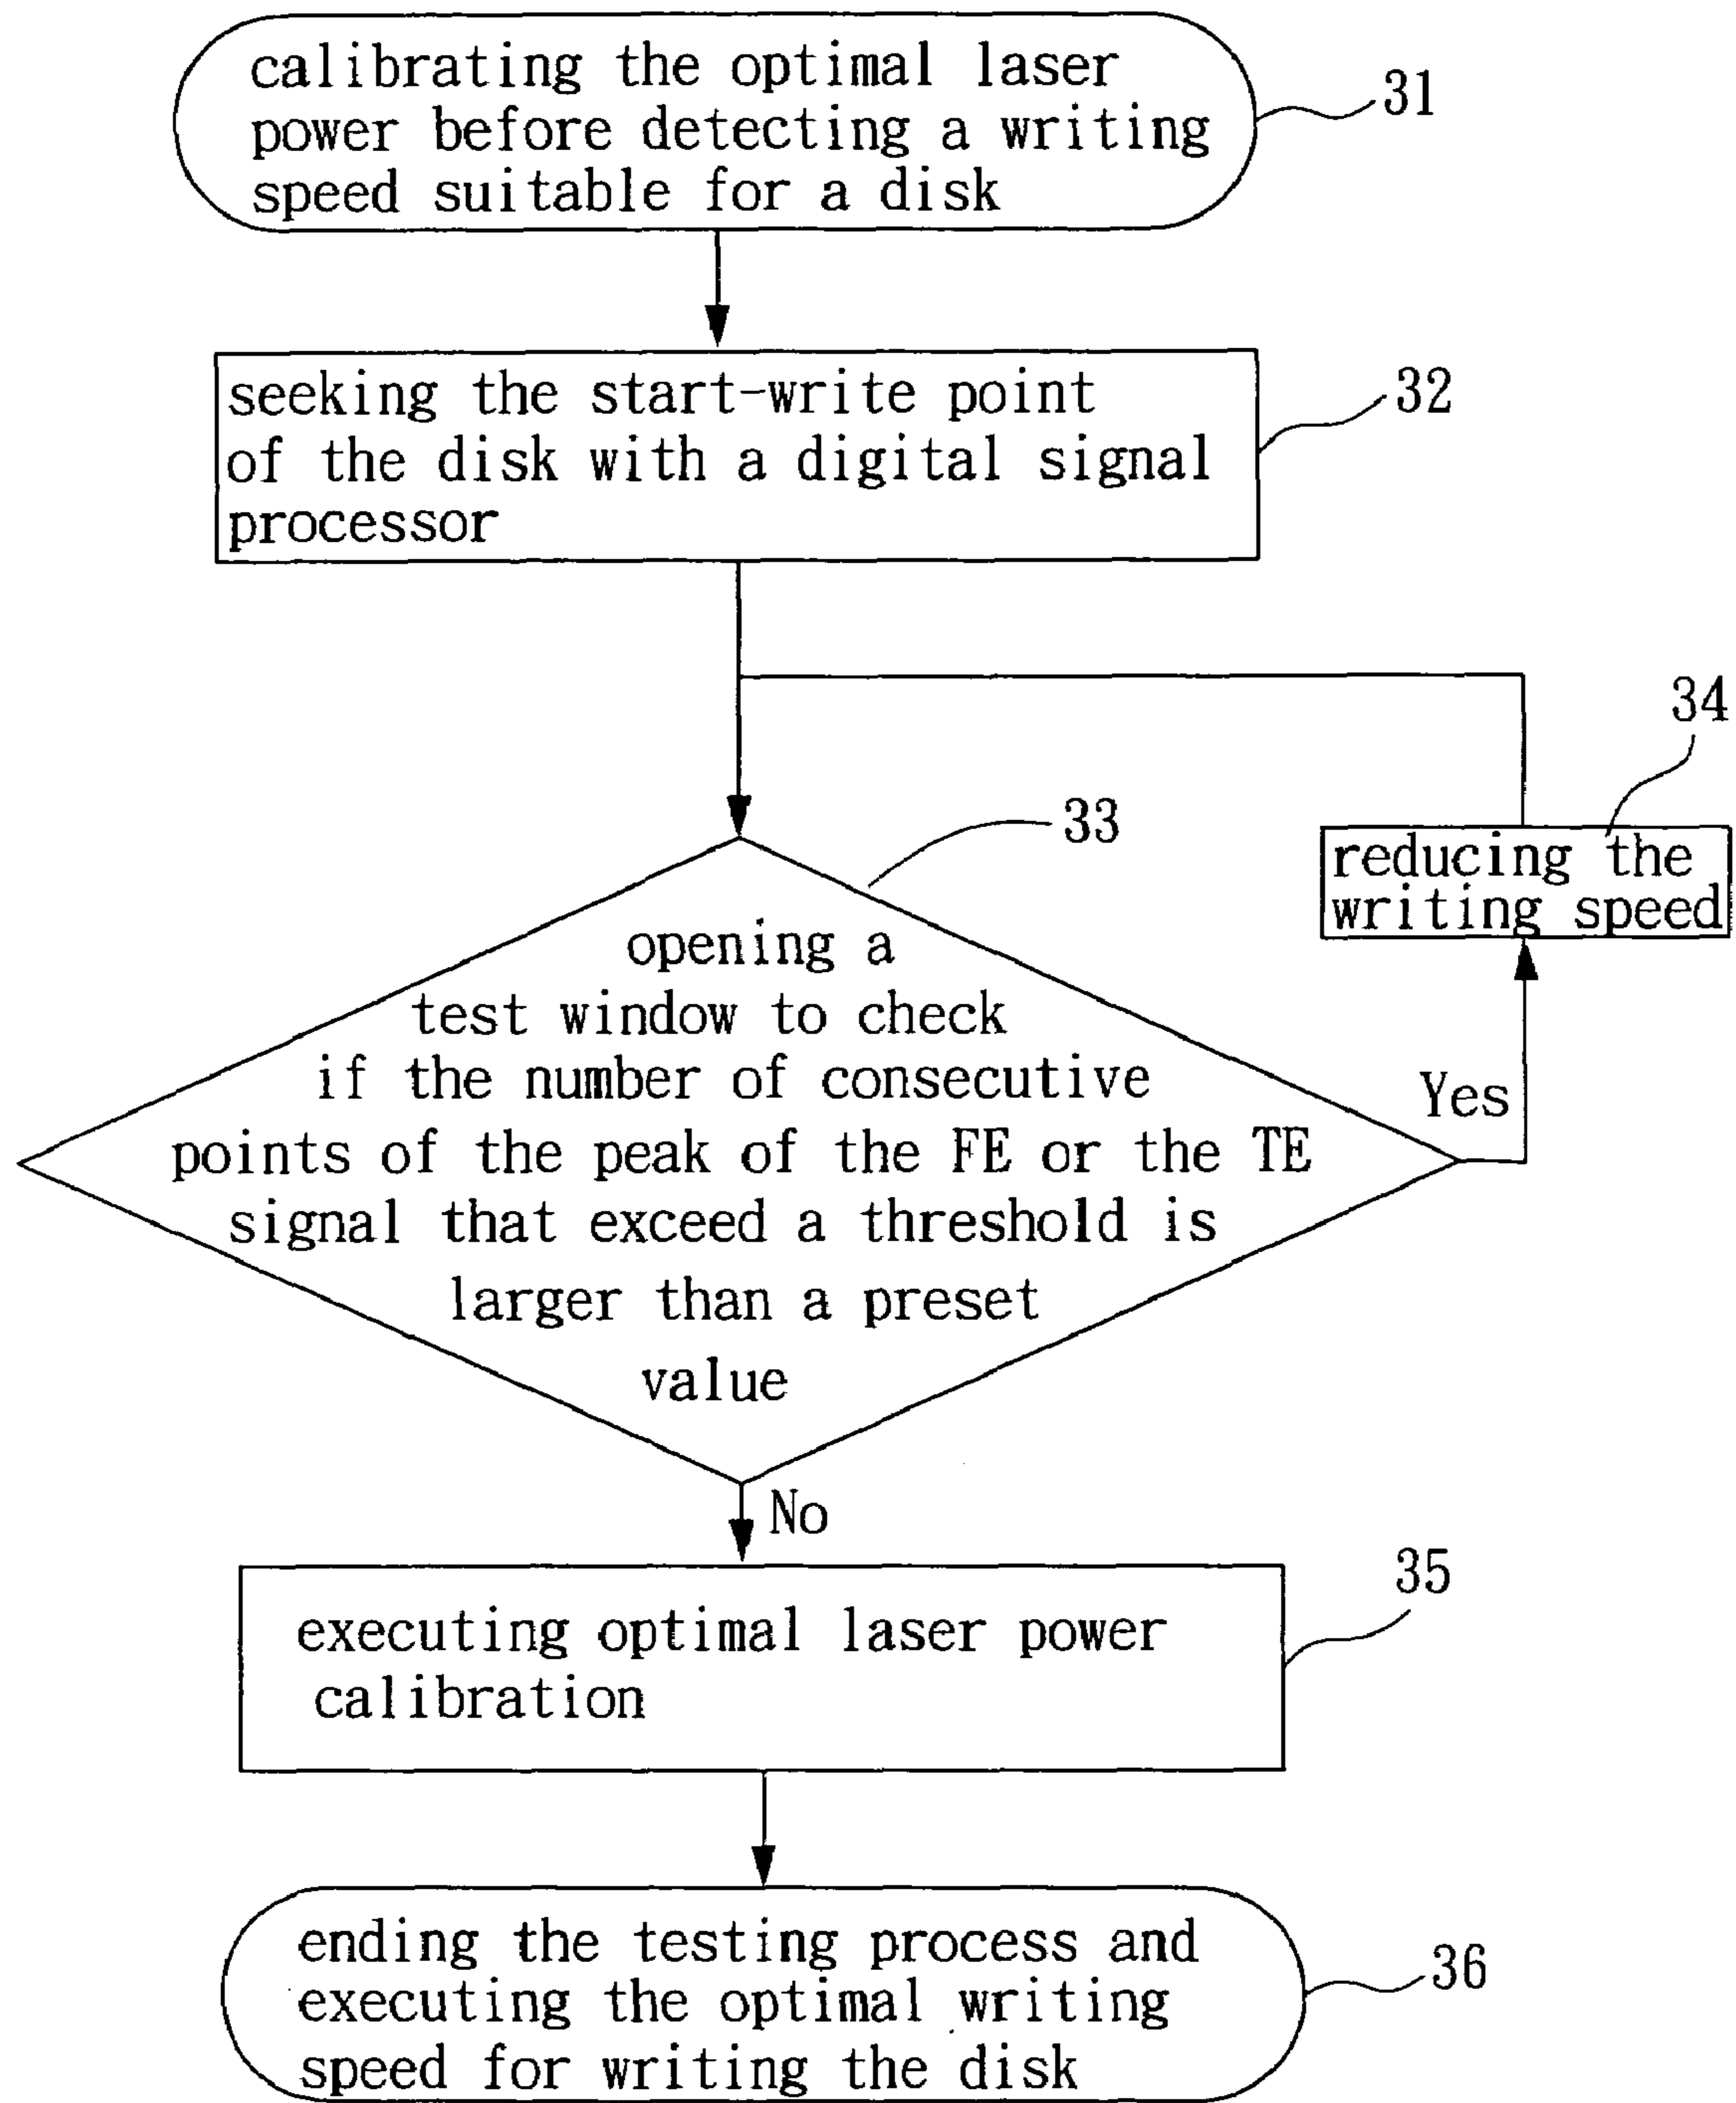 calibrating the optimal laser
power before detecting a writing
speed suitable for a disk
31
seeking the start-write point
of the disk with a digital signal
processor
32
34
reducing the
writing speed
33
opening a
test window to check
if the number of consecutive
points of the peak of the FE or the TE
signal that exceed a threshold is
larger than a preset
value
Yes
No
35
executing optimal laser power
calibration
ending the testing process and
executing the optimal writing
speed for writing the disk
36